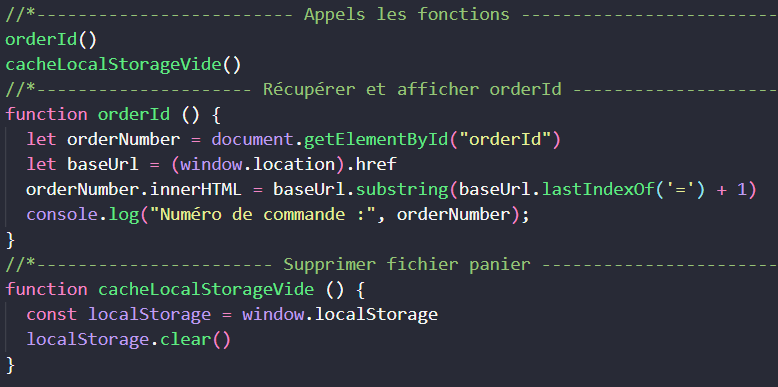 //*------------------------- Appels les fonctions -------------------------
orderId()
cacheLocalStorageVide()
//*--------------------- Récupérer et afficher orderId --------------------
function orderId () {
  let orderNumber = document.getElementById("orderId")
  let baseUrl = (window.location).href
  orderNumber.innerHTML = baseUrl.substring(baseUrl.lastIndexOf('=') + 1)
  console.log("Numéro de commande :", orderNumber);
}
//*----------------------- Supprimer fichier panier -----------------------
function cacheLocalStorageVide () {
  const localStorage = window.localStorage
  localStorage.clear()
}